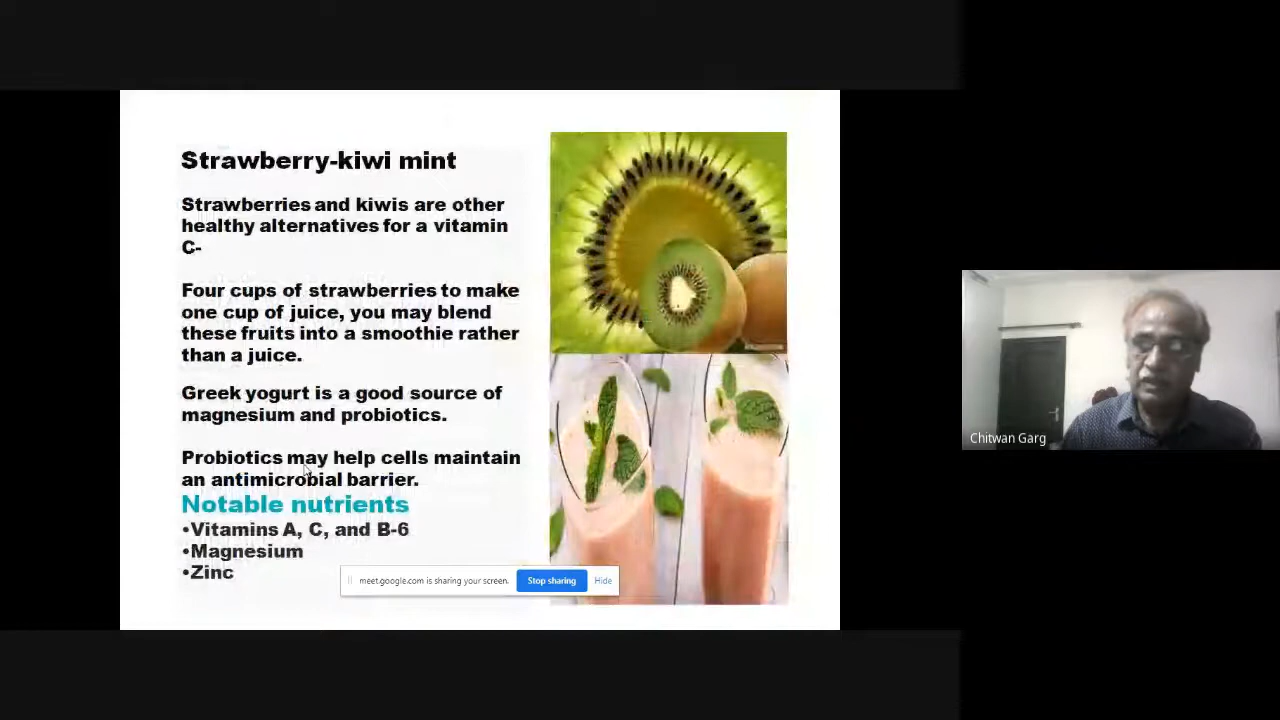 Strawberry-kiwi mint
Strawberries and kiwis are other
healthy alternatives for a vitamin
C-
Four cups of strawberries to make
one cup of juice, you may blend
these fruits into a smoothie rather
than a juice.
Greek yogurt is a good source of
magnesium and probiotics.
Probiotics may help cells maintain
an antimicrobial barrier.
Notable nutrients
•Vitamins A, C, and B-6
•Magnesium
•Zinc
meet.google.com is sharing your screen.
Stop sharing
Hide
Chitwan Garg